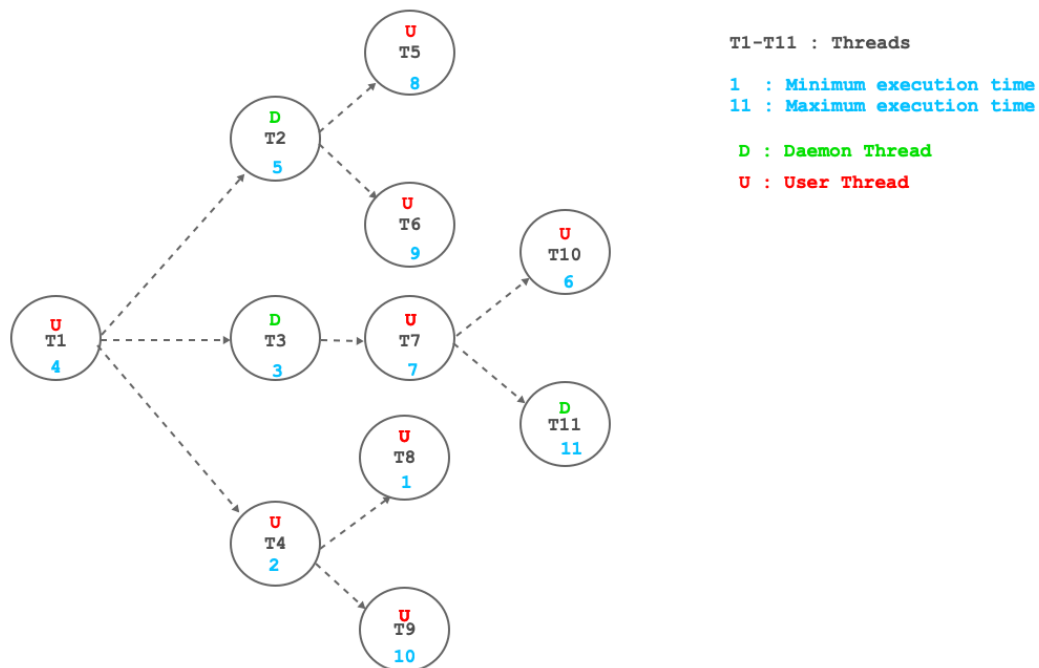 U
T5
8
D
T2
5
U
T6
9
U
T10
6
U
T1
4
D
T3
3
U
T7
7
D
T11
11
U
T8
1
U
T4
2
U
T9
10
T1-T11 : Threads
1 : Minimum execution time
11 : Maximum execution time
D : Daemon Thread
U : User Thread